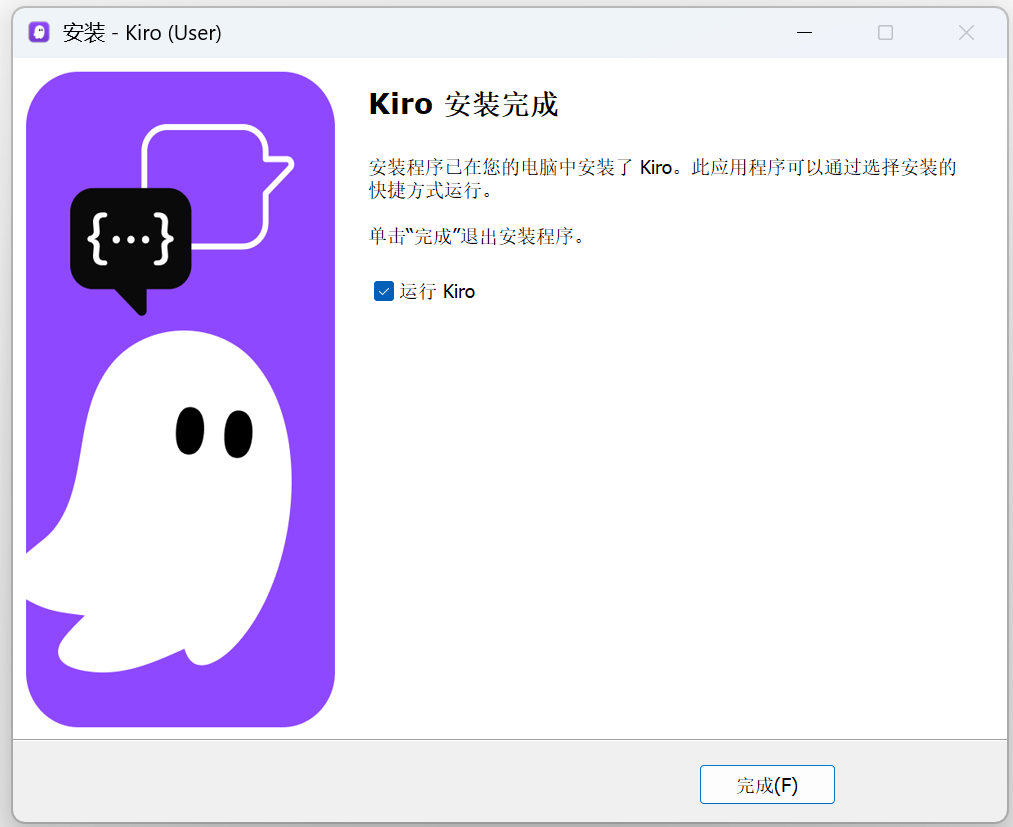 安装 - Kiro (User)
{...}
Kiro 安装完成
安装程序已在您的电脑中安装了 Kiro。此应用程序可以通过选择安装的
快捷方式运行。
单击“完成”退出安装程序。
运行 Kiro
完成(F)